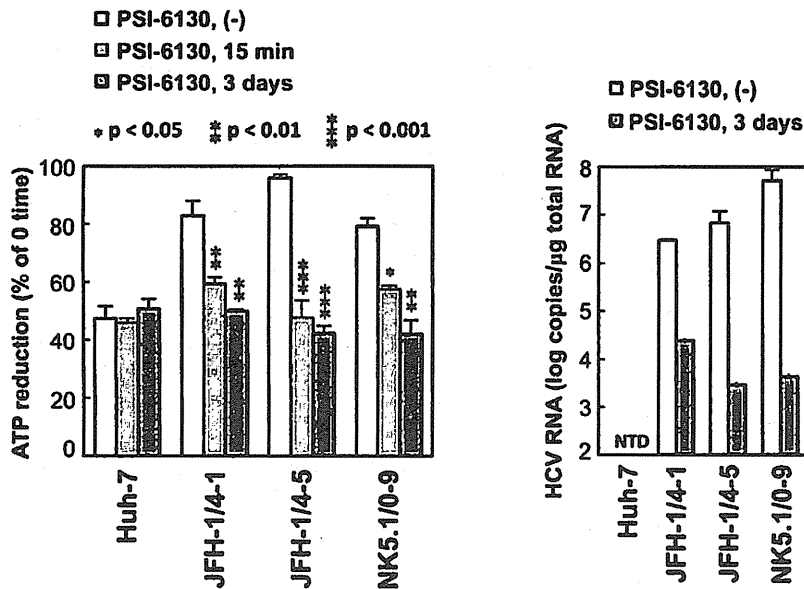 PSI-6130, (-)
PSI-6130, 15 min
PSI-6130, 3 days
* p < 0.05 ** p < 0.01 *** p < 0.001
ATP reduction (% of 0 time)
100
80
60
40
20
0
**
**
***
***
*
**
Huh-7
JFH-1/4-1
JFH-1/4-5
NK5.1/0-9
PSI-6130, (-)
PSI-6130, 3 days
HCV RNA (log copies/µg total RNA)
8
7
6
5
4
3
2
NTD
Huh-7
JFH-1/4-1
JFH-1/4-5
NK5.1/0-9